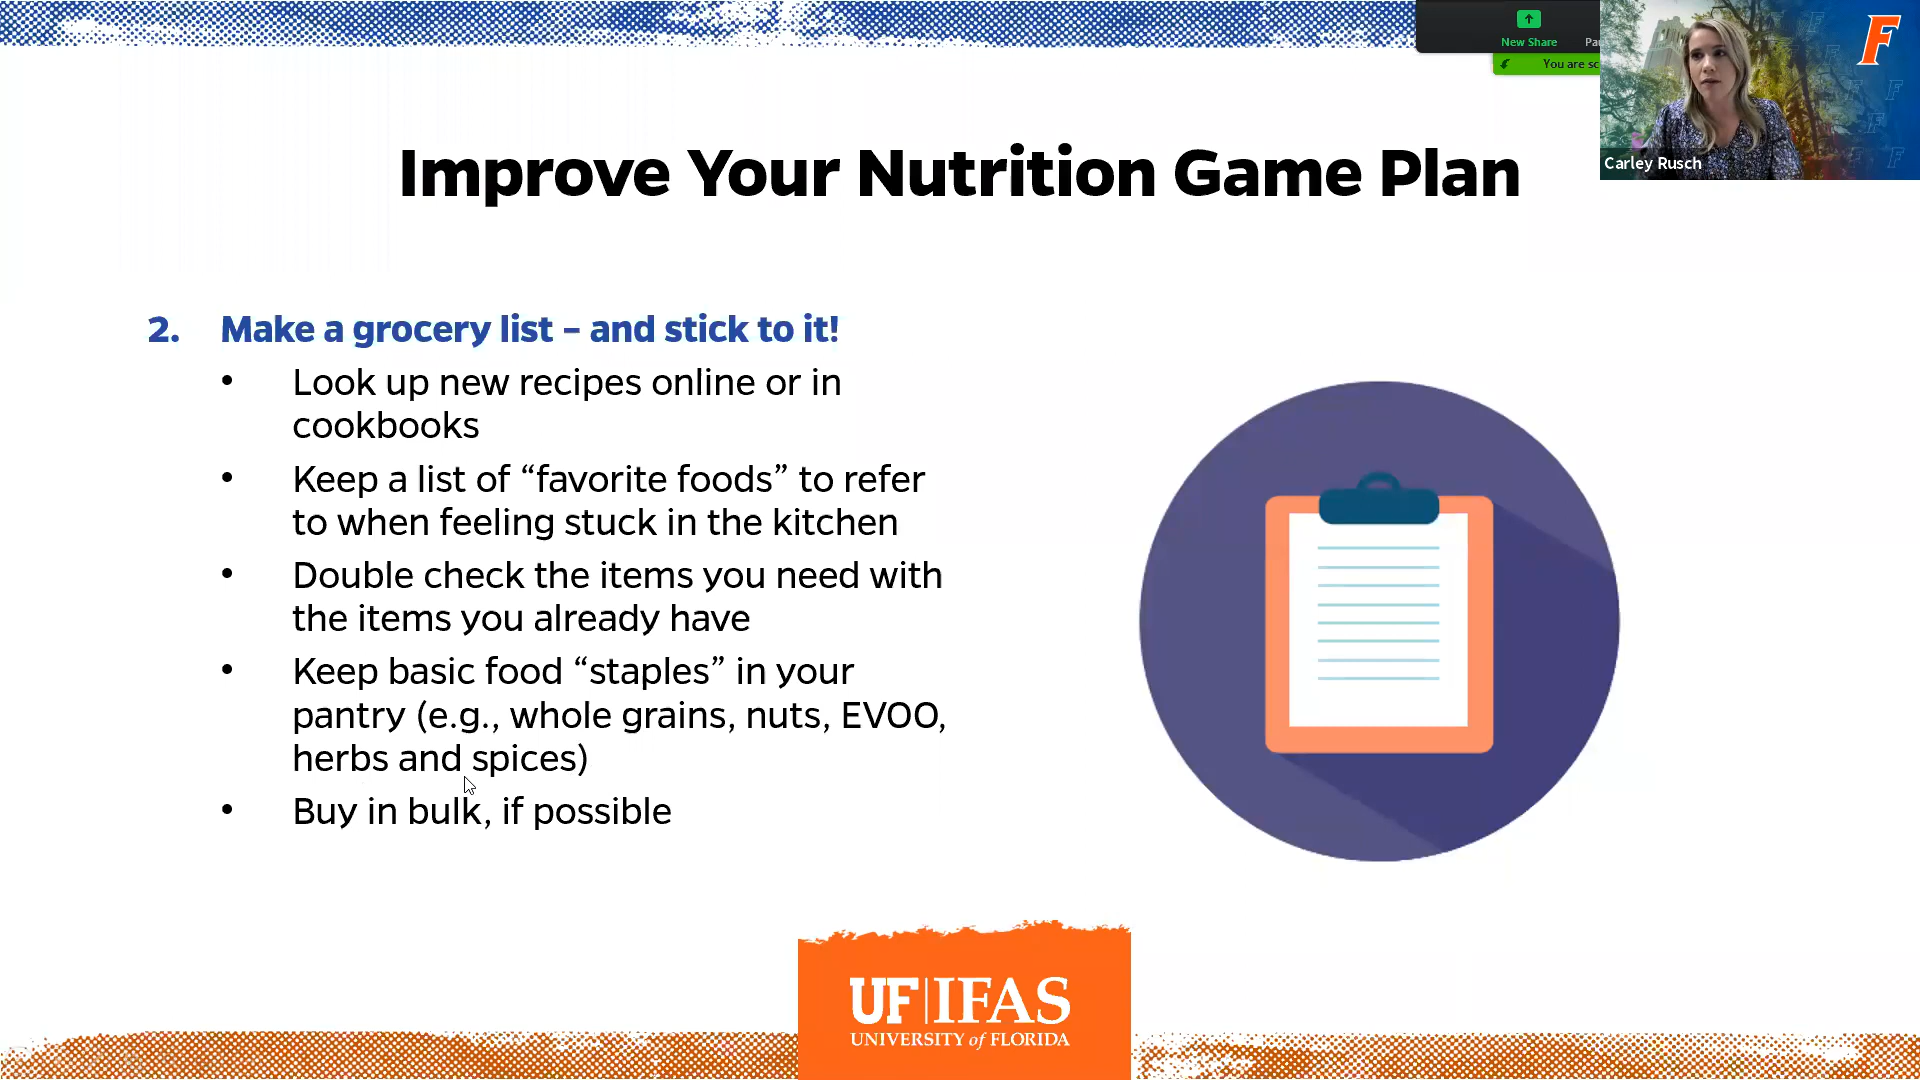 New Share
You are
F
Carley Rusch
Improve Your Nutrition Game Plan
2. Make a grocery list – and stick to it!
• Look up new recipes online or in
cookbooks
• Keep a list of “favorite foods” to refer
to when feeling stuck in the kitchen
• Double check the items you need with
the items you already have
• Keep basic food “staples” in your
pantry (e.g., whole grains, nuts, EVOO,
herbs and spices)
• Buy in bulk, if possible
UF|IFAS
UNIVERSITY of FLORIDA